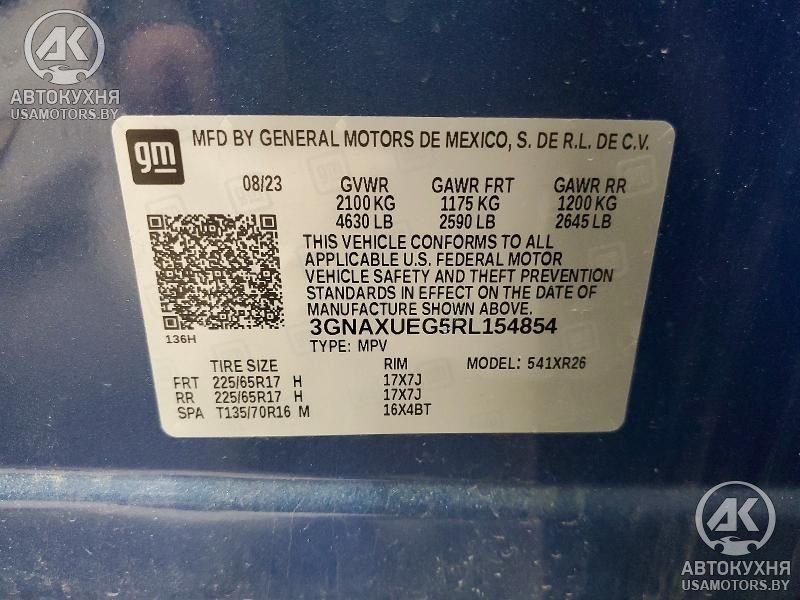 АК
АВТОКУХНЯ
USAMOTORS.BY
gm
MFD BY GENERAL MOTORS DE MEXICO, S. DE R.L. DE C.V.
08/23 GVWR GAWR FRT GAWR RR
2100 KG 1175 KG 1200 KG
4630 LB 2590 LB 2645 LB
THIS VEHICLE CONFORMS TO ALL
APPLICABLE U.S. FEDERAL MOTOR
VEHICLE SAFETY AND THEFT PREVENTION
STANDARDS IN EFFECT ON THE DATE OF
MANUFACTURE SHOWN ABOVE.
3GNAXUEG5RL154854
136H
TYPE: MPV
TIRE SIZE RIM MODEL: 541XR26
FRT 225/65R17 H 17X7J
RR 225/65R17 H 17X7J
SPA T135/70R16 M 16X4BT
АК
АВТОКУХНЯ
USAMOTORS.BY